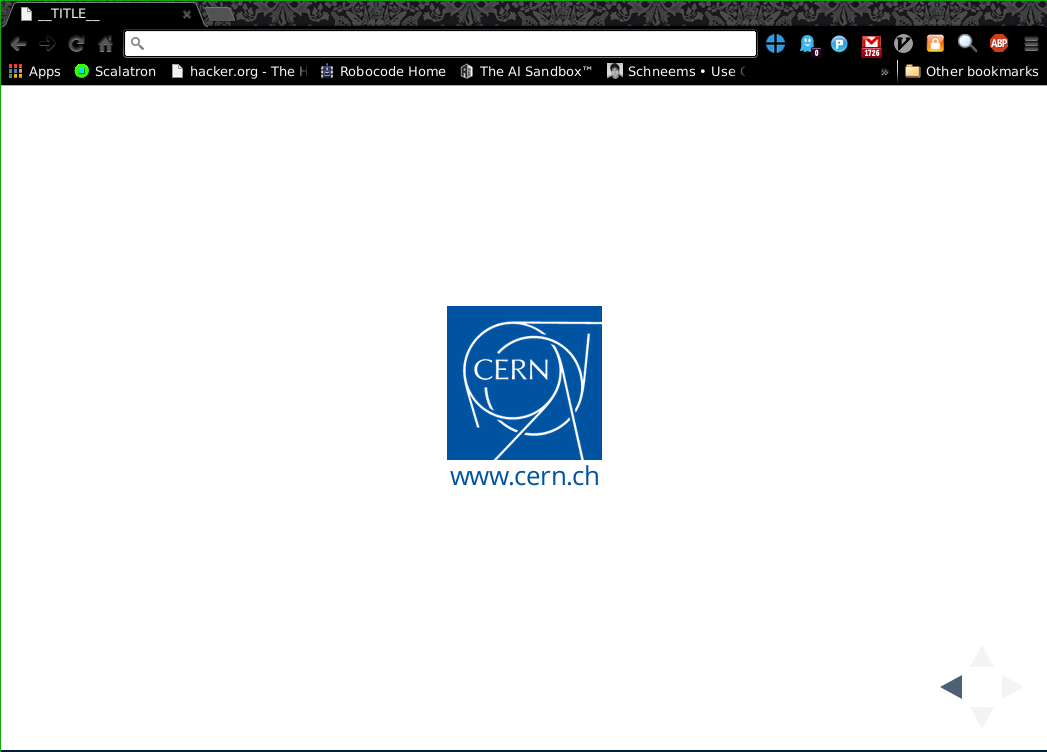 __TITLE__
P 1726 ABP
0
Apps Scalatron hacker.org - The H Robocode Home The AI Sandbox™ Schneems • Use » Other bookmarks
CERN
www.cern.ch